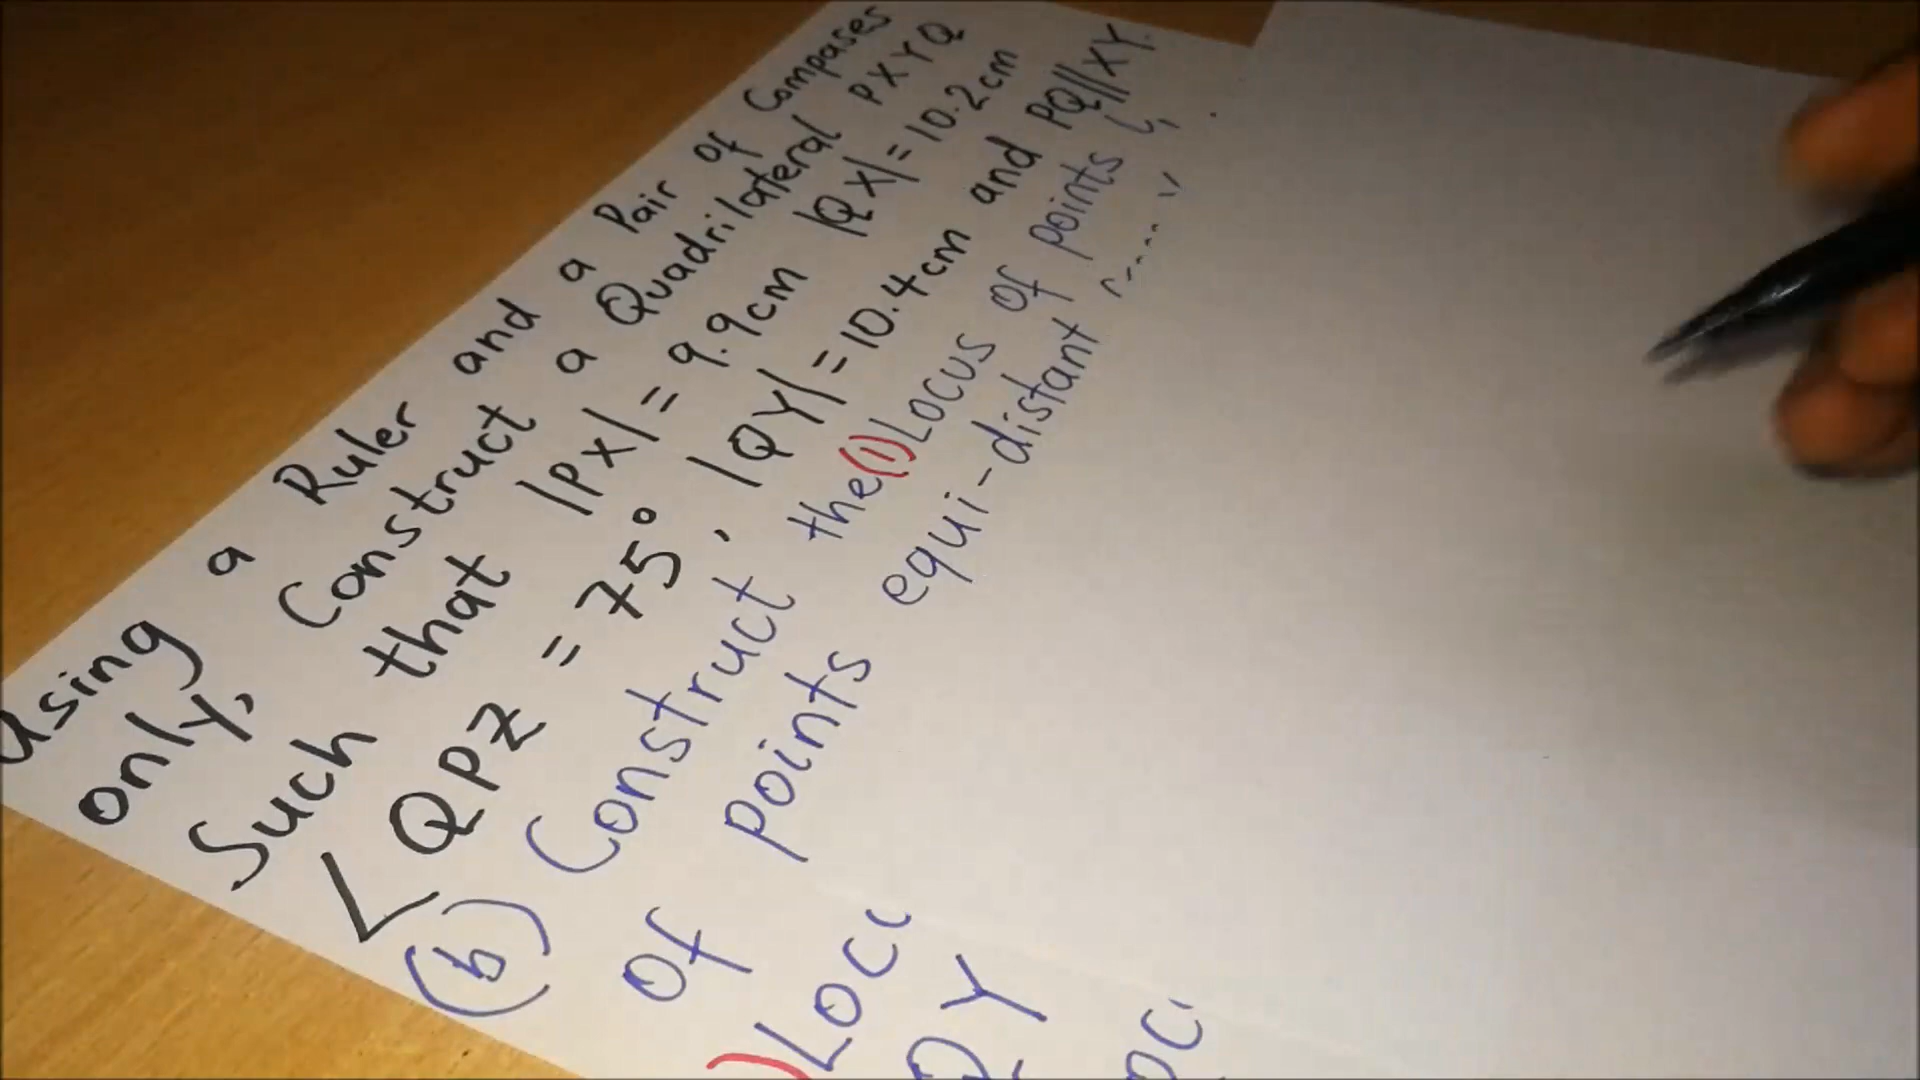 Using a Ruler and a Pair of Compases
only, Construct a Quadrilateral PXYQ
Such that |PX| = 9.9cm |QX| = 10.2cm
<QPZ = 75°, |QY| = 10.4cm and PQ//XY.
(b) Construct the (1) Locus of points
of points equi-distant
QY